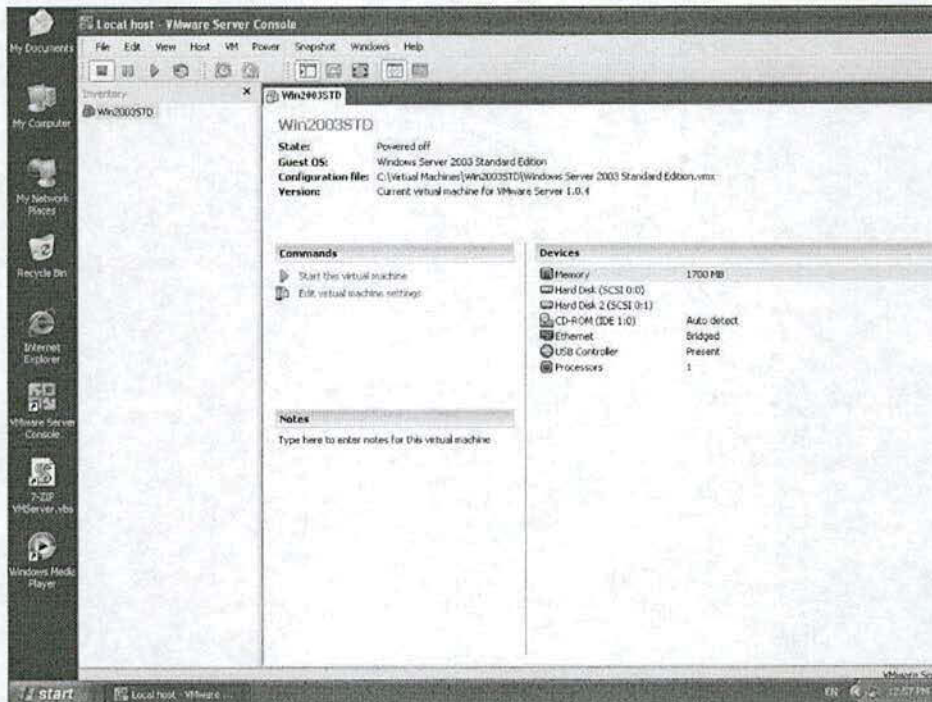 My Documents
My Computer
My Network
Places
Recycle Bin
Internet
Explorer
VMware Server
Console
7-ZIP
VMServer.vbs
Windows Media
Player
Local host - VMware Server Console
File Edit View Host VM Power Snapshot Windows Help
Inventory
Win2003STD
Win2003STD
Win2003STD
State: Powered off
Guest OS: Windows Server 2003 Standard Edition
Configuration file: C:\Virtual Machines\Win2003STD\Windows Server 2003 Standard Edition.vmx
Version: Current virtual machine for VMware Server 1.0.4
Commands
Start this virtual machine
Edit virtual machine settings
Notes
Type here to enter notes for this virtual machine
Devices
Memory 1700 MB
Hard Disk (SCSI 0:0)
Hard Disk 2 (SCSI 0:1)
CD-ROM (IDE 1:0) Auto detect
Ethernet Bridged
USB Controller Present
Processors 1
VMware Se
start Local host - VMware ... EN 12:57 PM